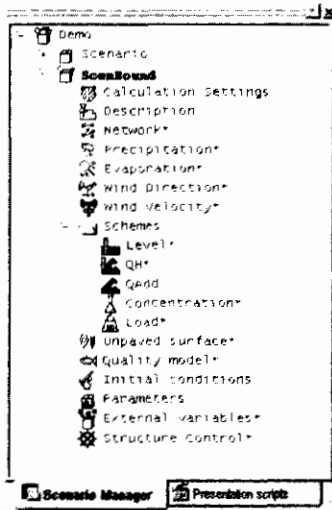 Demo
Scenario
ScenBound
Calculation Settings
Description
Network*
Precipitation*
Evaporation*
Wind Direction*
Wind Velocity*
Schemes
Level*
QH*
QAdd
Concentration*
Load*
Unpaved surface*
Quality model*
Initial conditions
Parameters
External variables*
Structure Control*
Scenario Manager
Presentation scripts